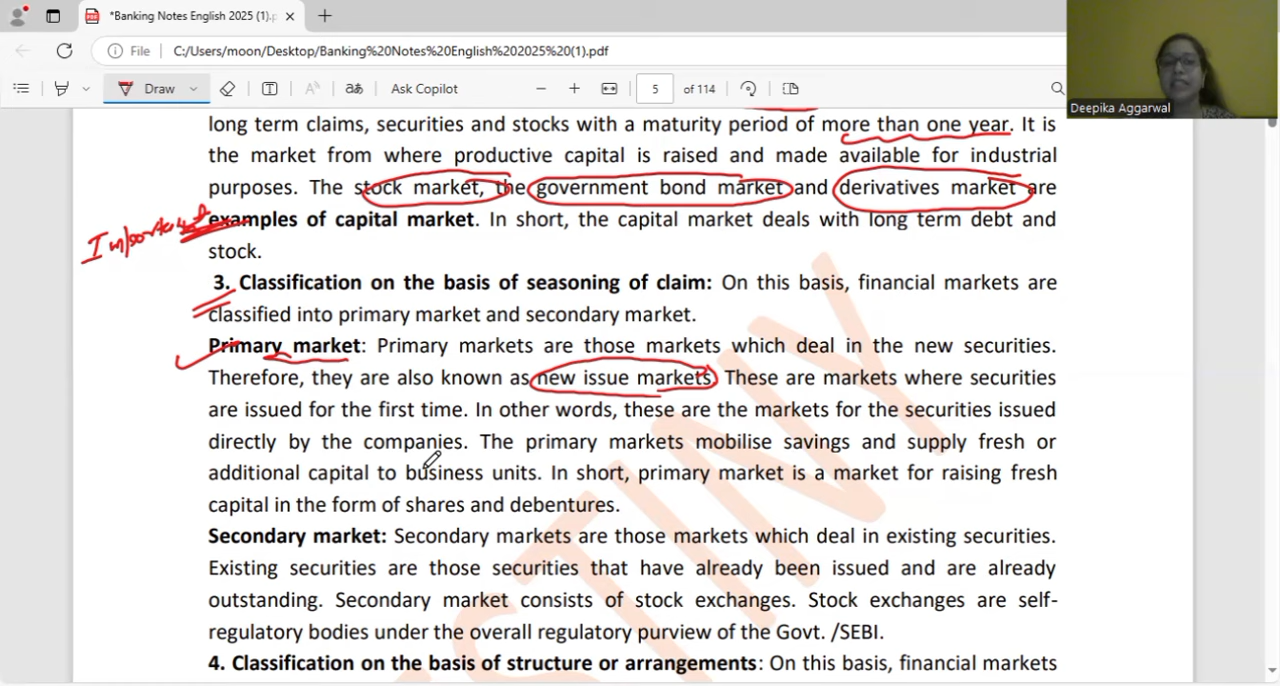 *Banking Notes English 2025 (1).p
File
C:/Users/moon/Desktop/Banking%20Notes%20English%202025%20(1).pdf
Draw
Ask Copilot
5 of 114
Deepika Aggarwal
long term claims, securities and stocks with a maturity period of more than one year. It is
the market from where productive capital is raised and made available for industrial
purposes. The stock market, the government bond market and derivatives market are
examples of capital market. In short, the capital market deals with long term debt and
Important
stock.
3. Classification on the basis of seasoning of claim: On this basis, financial markets are
classified into primary market and secondary market.
Primary market: Primary markets are those markets which deal in the new securities.
Therefore, they are also known as new issue markets. These are markets where securities
are issued for the first time. In other words, these are the markets for the securities issued
directly by the companies. The primary markets mobilise savings and supply fresh or
additional capital to business units. In short, primary market is a market for raising fresh
capital in the form of shares and debentures.
Secondary market: Secondary markets are those markets which deal in existing securities.
Existing securities are those securities that have already been issued and are already
outstanding. Secondary market consists of stock exchanges. Stock exchanges are self-
regulatory bodies under the overall regulatory purview of the Govt. /SEBI.
4. Classification on the basis of structure or arrangements: On this basis, financial markets
STINY